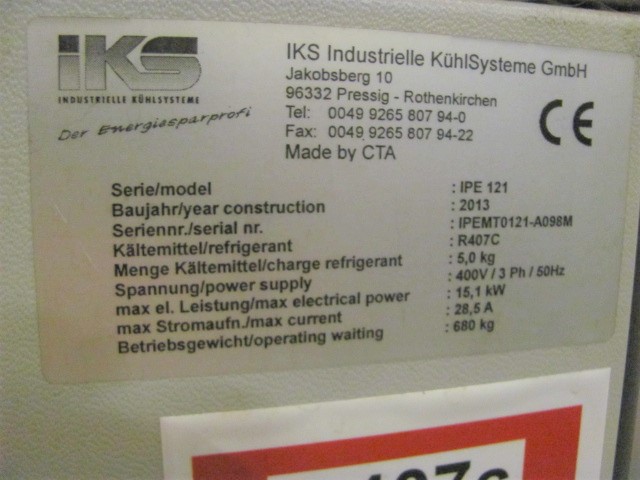 iKS
INDUSTRIELLE KÜHLSYSTEME
Der Energiesparprofi
IKS Industrielle KühlSysteme GmbH
Jakobsberg 10
96332 Pressig - Rothenkirchen
Tel: 0049 9265 807 94-0
Fax: 0049 9265 807 94-22
Made by CTA
CE
Serie/model : IPE 121
Baujahr/year construction : 2013
Seriennr./serial nr. : IPEMT0121-A098M
Kältemittel/refrigerant : R407C
Menge Kältemittel/charge refrigerant : 5,0 kg
Spannung/power supply : 400V / 3 Ph / 50Hz
max el. Leistung/max electrical power : 15,1 kW
max Stromaufn./max current : 28,5 A
Betriebsgewicht/operating waiting : 680 kg